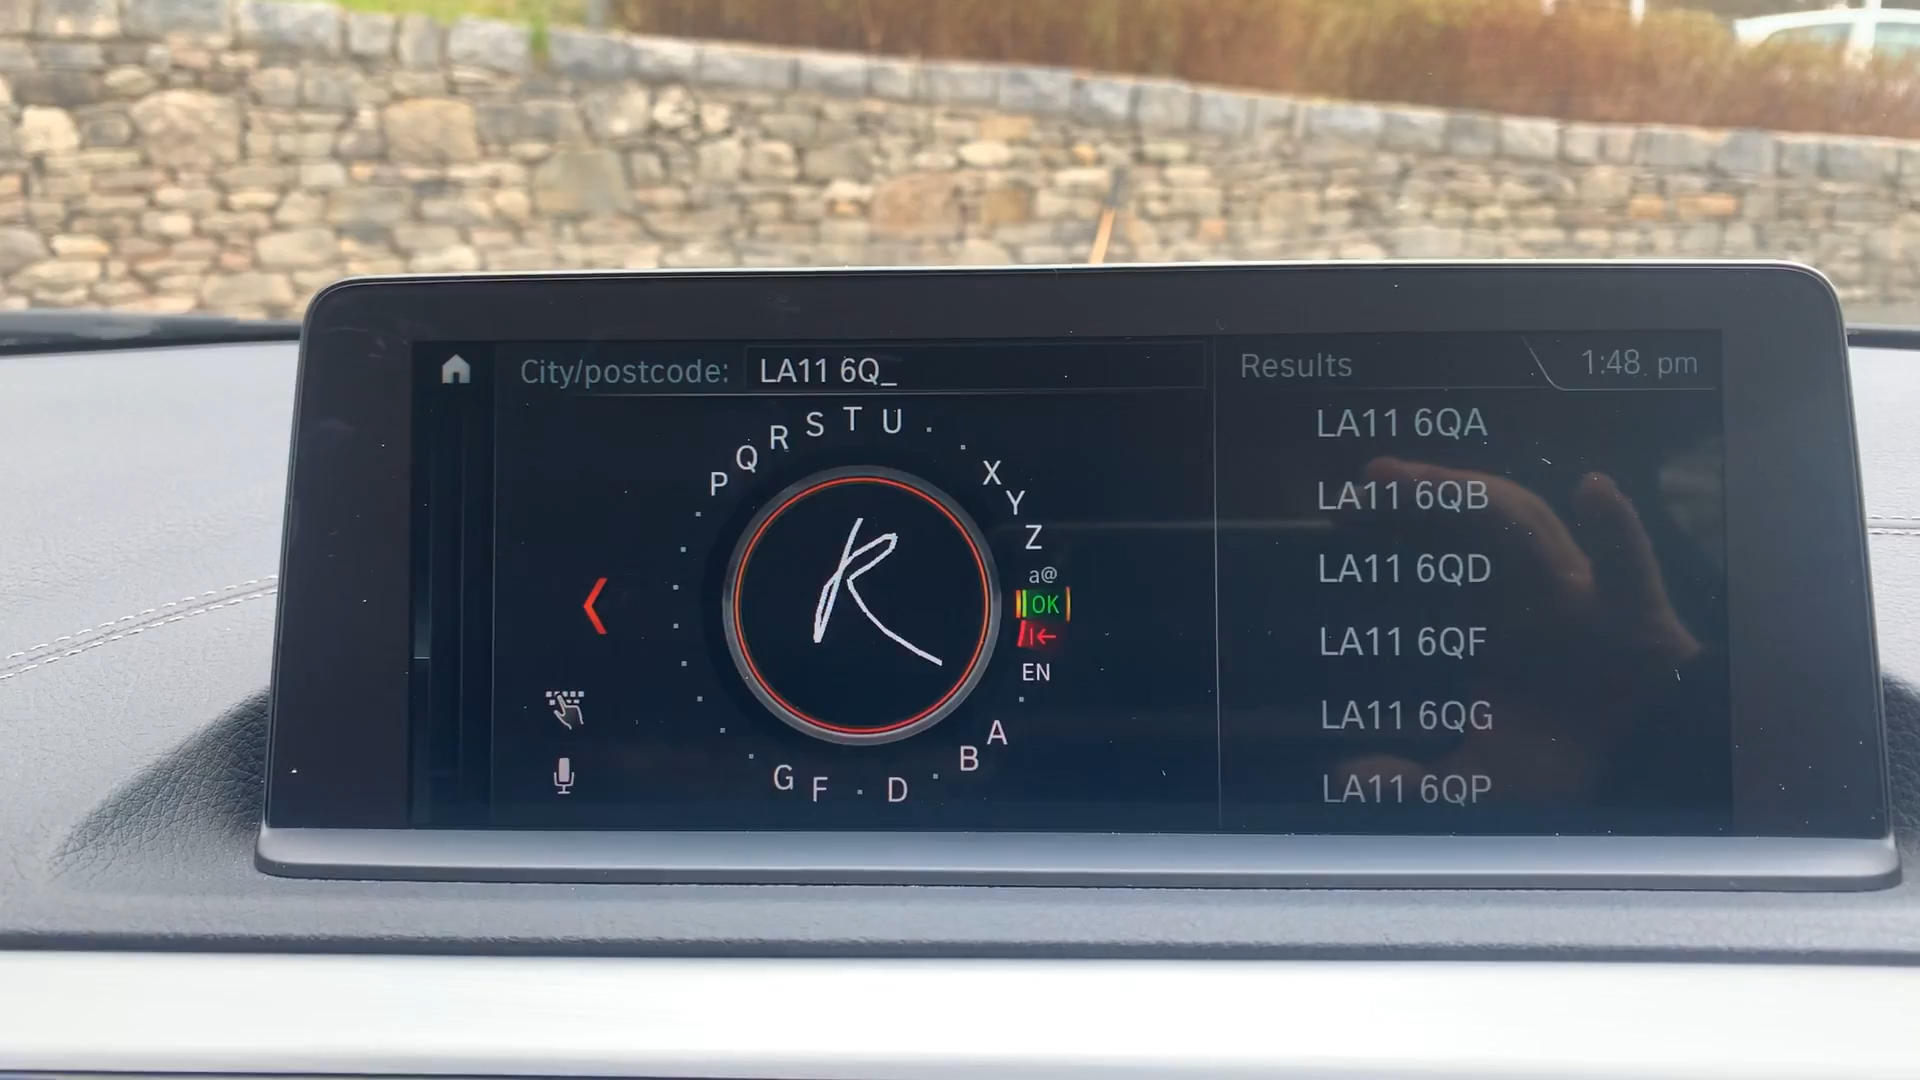 City/postcode: LA11 6Q_
Results
1:48 pm
P Q R S T U . . X Y Z
a@
OK
EN
A
B
D
F
G
R
LA11 6QA
LA11 6QB
LA11 6QD
LA11 6QF
LA11 6QG
LA11 6QP